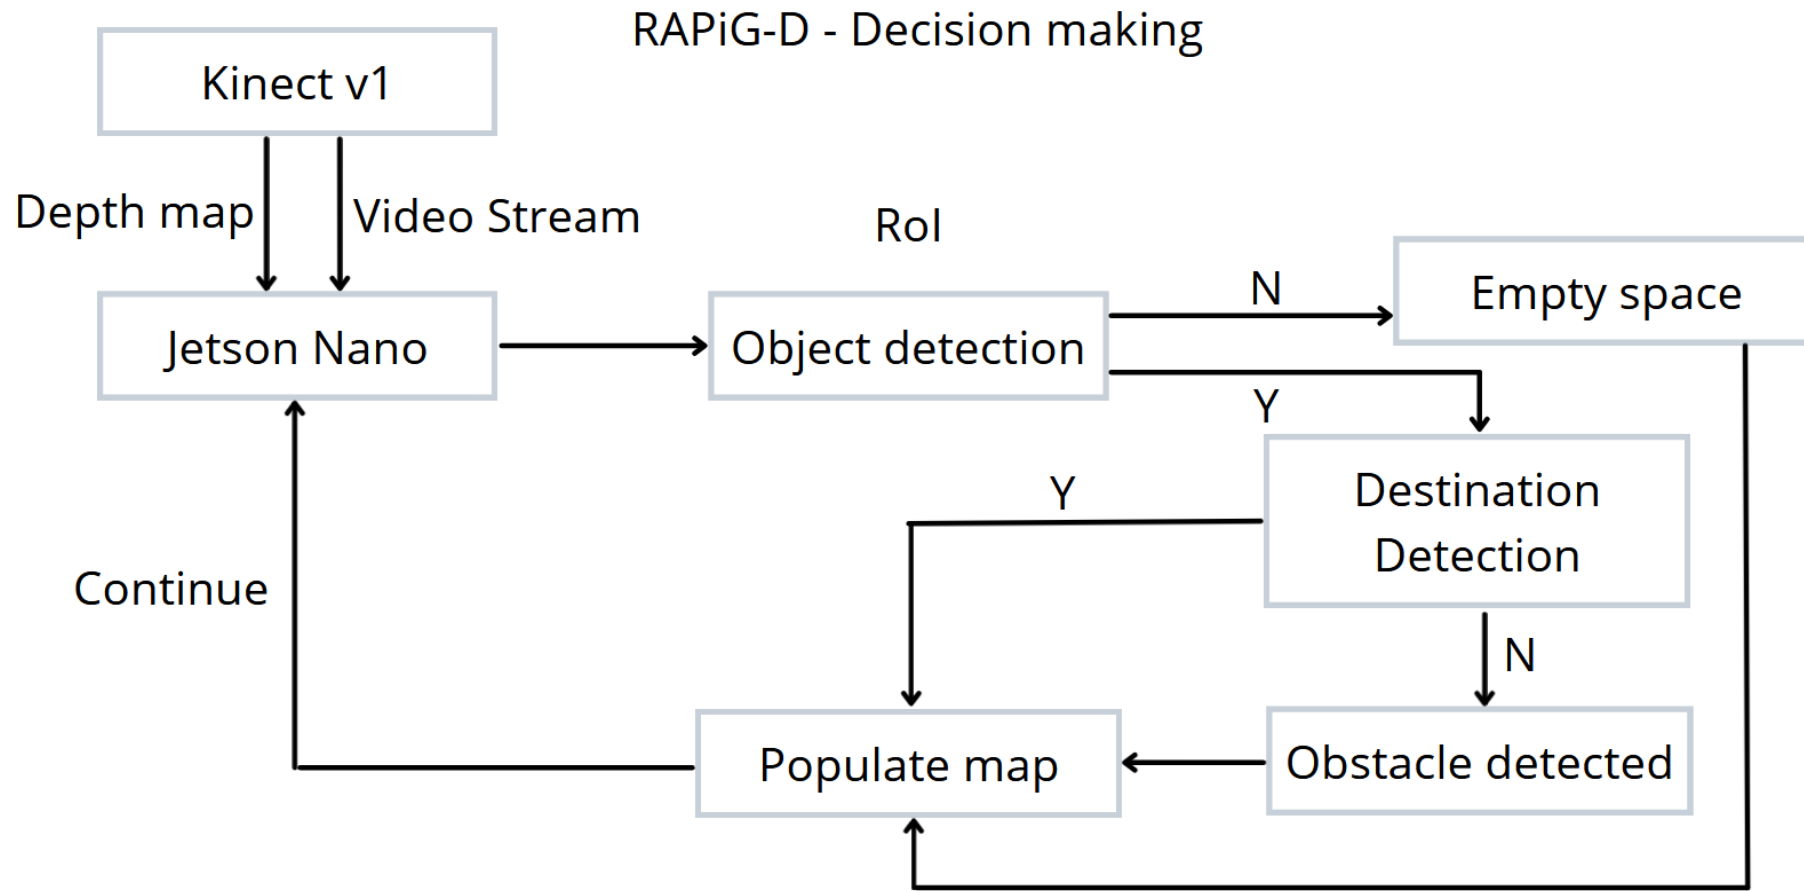 RAPiG-D - Decision making
Kinect v1
Depth map
Video Stream
RoI
Jetson Nano
Object detection
N
Empty space
Y
Destination
Detection
Y
Continue
N
Populate map
Obstacle detected